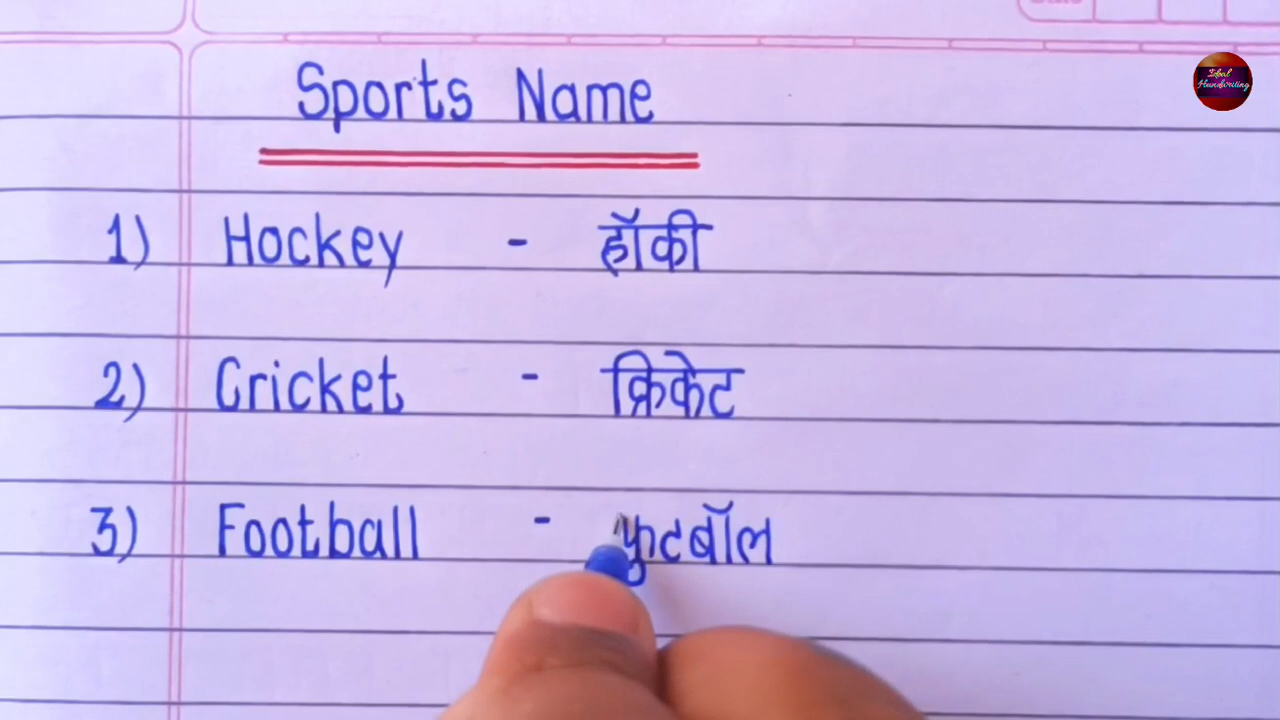 Sports Name
1) Hockey - हॉकी
2) Cricket - क्रिकेट
3) Football - फुटबॉल